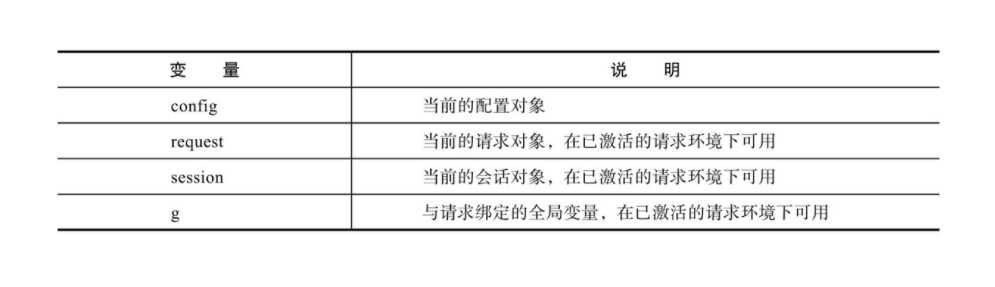 变 量 说 明
config 当前的配置对象
request 当前的请求对象，在已激活的请求环境下可用
session 当前的会话对象，在已激活的请求环境下可用
g 与请求绑定的全局变量，在已激活的请求环境下可用